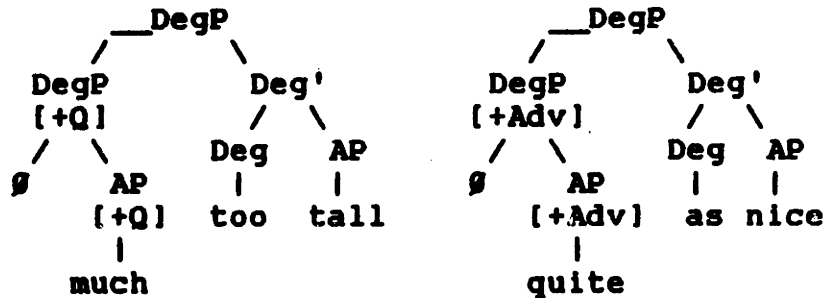 DegP DegP
DegP Deg' DegP Deg'
[+Q] [+Adv]
Deg AP Deg AP
Ø AP Ø AP
[+Q] too tall [+Adv] as nice
much quite